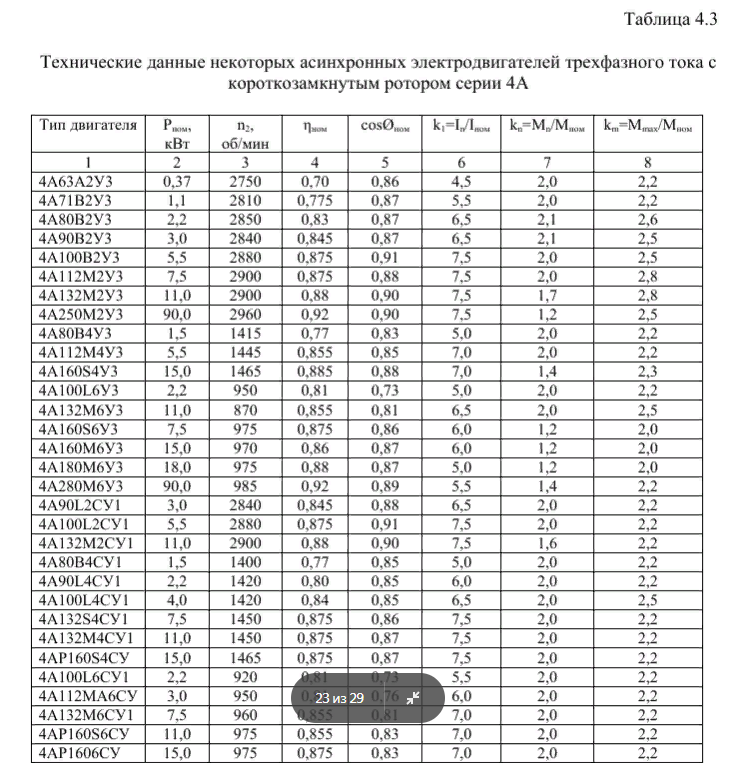 Таблица 4.3
Технические данные некоторых асинхронных электродвигателей трехфазного тока с
короткозамкнутым ротором серии 4А
Тип двигателя Pном, кВт n2, об/мин ηном cosØном k1=Iп/Iном kп=Mп/Mном km=Mmax/Mном
1 2 3 4 5 6 7 8
4А63А2У3 0,37 2750 0,70 0,86 4,5 2,0 2,2
4А71В2У3 1,1 2810 0,775 0,87 5,5 2,0 2,2
4А80В2У3 2,2 2850 0,83 0,87 6,5 2,1 2,6
4А90В2У3 3,0 2840 0,845 0,87 6,5 2,1 2,5
4А100В2У3 5,5 2880 0,875 0,91 7,5 2,0 2,5
4А112М2У3 7,5 2900 0,875 0,88 7,5 2,0 2,8
4А132М2У3 11,0 2900 0,88 0,90 7,5 1,7 2,8
4А250М2У3 90,0 2960 0,92 0,90 7,5 1,2 2,5
4А80В4У3 1,5 1415 0,77 0,83 5,0 2,0 2,2
4А112М4У3 5,5 1445 0,855 0,85 7,0 2,0 2,2
4А160S4У3 15,0 1465 0,885 0,88 7,0 1,4 2,3
4А100L6У3 2,2 950 0,81 0,73 5,0 2,0 2,2
4А132М6У3 11,0 870 0,855 0,81 6,5 2,0 2,5
4А160S6У3 7,5 975 0,875 0,86 6,0 1,2 2,0
4А160М6У3 15,0 970 0,86 0,87 6,0 1,2 2,0
4А180М6У3 18,0 975 0,88 0,87 5,0 1,2 2,0
4А280М6У3 90,0 985 0,92 0,89 5,5 1,4 2,2
4А90L2СУ1 3,0 2840 0,845 0,88 6,5 2,0 2,2
4А100L2СУ1 5,5 2880 0,875 0,91 7,5 2,0 2,2
4А132М2СУ1 11,0 2900 0,88 0,90 7,5 1,6 2,2
4А80В4СУ1 1,5 1400 0,77 0,85 5,0 2,0 2,2
4А90L4СУ1 2,2 1420 0,80 0,85 6,0 2,0 2,2
4А100L4СУ1 4,0 1420 0,84 0,85 6,5 2,0 2,5
4А132S4СУ1 7,5 1450 0,875 0,86 7,5 2,0 2,2
4А132М4СУ1 11,0 1450 0,875 0,87 7,5 2,0 2,2
4АР160S4СУ 15,0 1465 0,875 0,87 7,5 2,0 2,2
4А100L6СУ1 2,2 920 0,81 0,73 5,5 2,0 2,2
4А112МА6СУ 3,0 950 0,76 6,0 2,0 2,2
4А132М6СУ1 7,5 960 0,855 0,81 7,0 2,0 2,2
4АР160S6СУ 11,0 975 0,855 0,83 7,0 2,0 2,2
4АР1606СУ 15,0 975 0,875 0,83 7,0 2,0 2,2
23 из 29